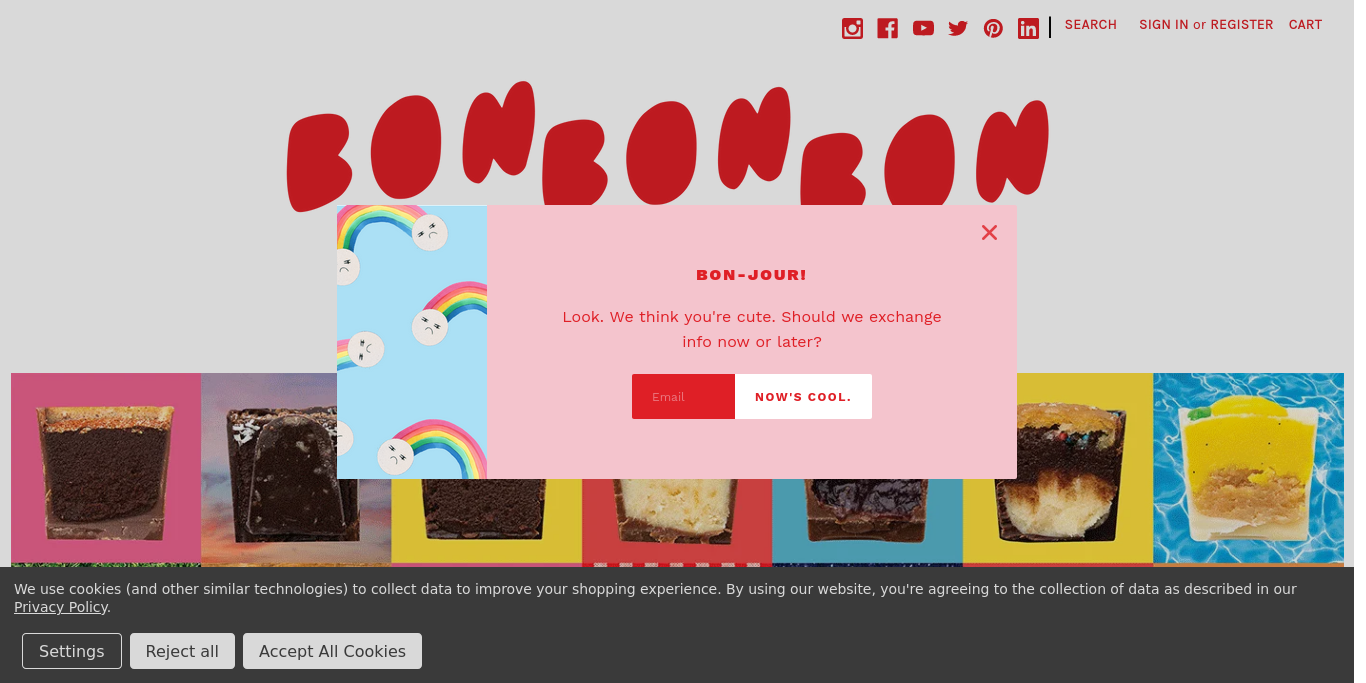 SEARCH SIGN IN or REGISTER CART
BONBONBON
BON-JOUR!
Look. We think you're cute. Should we exchange
info now or later?
Email NOW'S COOL.
We use cookies (and other similar technologies) to collect data to improve your shopping experience. By using our website, you're agreeing to the collection of data as described in our
Privacy Policy.
Settings Reject all Accept All Cookies